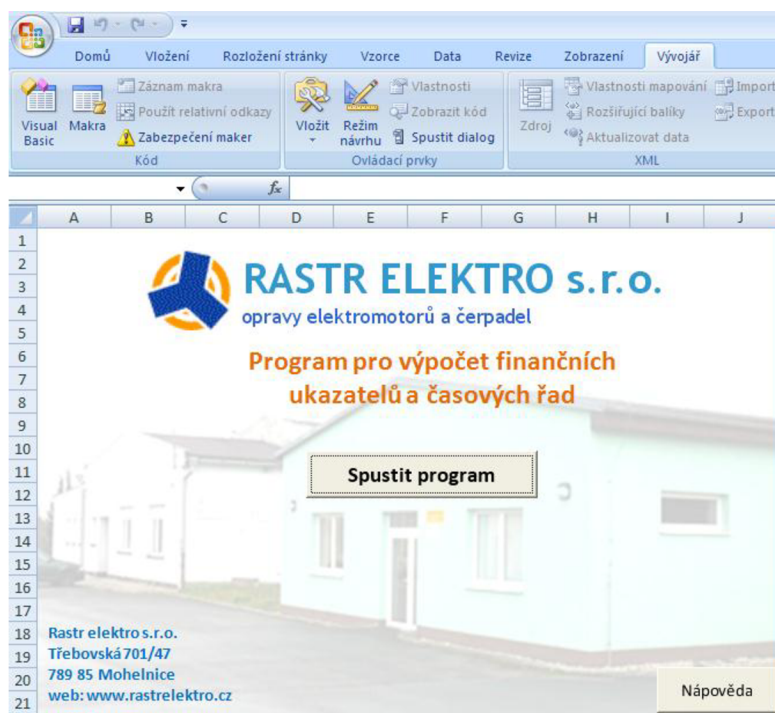 Domů Vložení Rozložení stránky Vzorce Data Revize Zobrazení Vývojář
Visual Basic
Makra
Záznam makra
Použít relativní odkazy
Zabezpečení maker
Kód
Vložit
Režim návrhu
Vlastnosti
Zobrazit kód
Spustit dialog
Ovládací prvky
Zdroj
Vlastnosti mapování
Rozšiřující balíky
Aktualizovat data
Import
Export
XML
fx
A B C D E F G H I J
1
2
3
4
5
6
7
8
9
10
11
12
13
14
15
16
17
18
19
20
21
RASTR ELEKTRO s.r.o.
opravy elektromotorů a čerpadel
Program pro výpočet finančních
ukazatelů a časových řad
Spustit program
Rastr elektro s.r.o.
Třebovská 701/47
789 85 Mohelnice
web: www.rastrelektro.cz
Nápověda